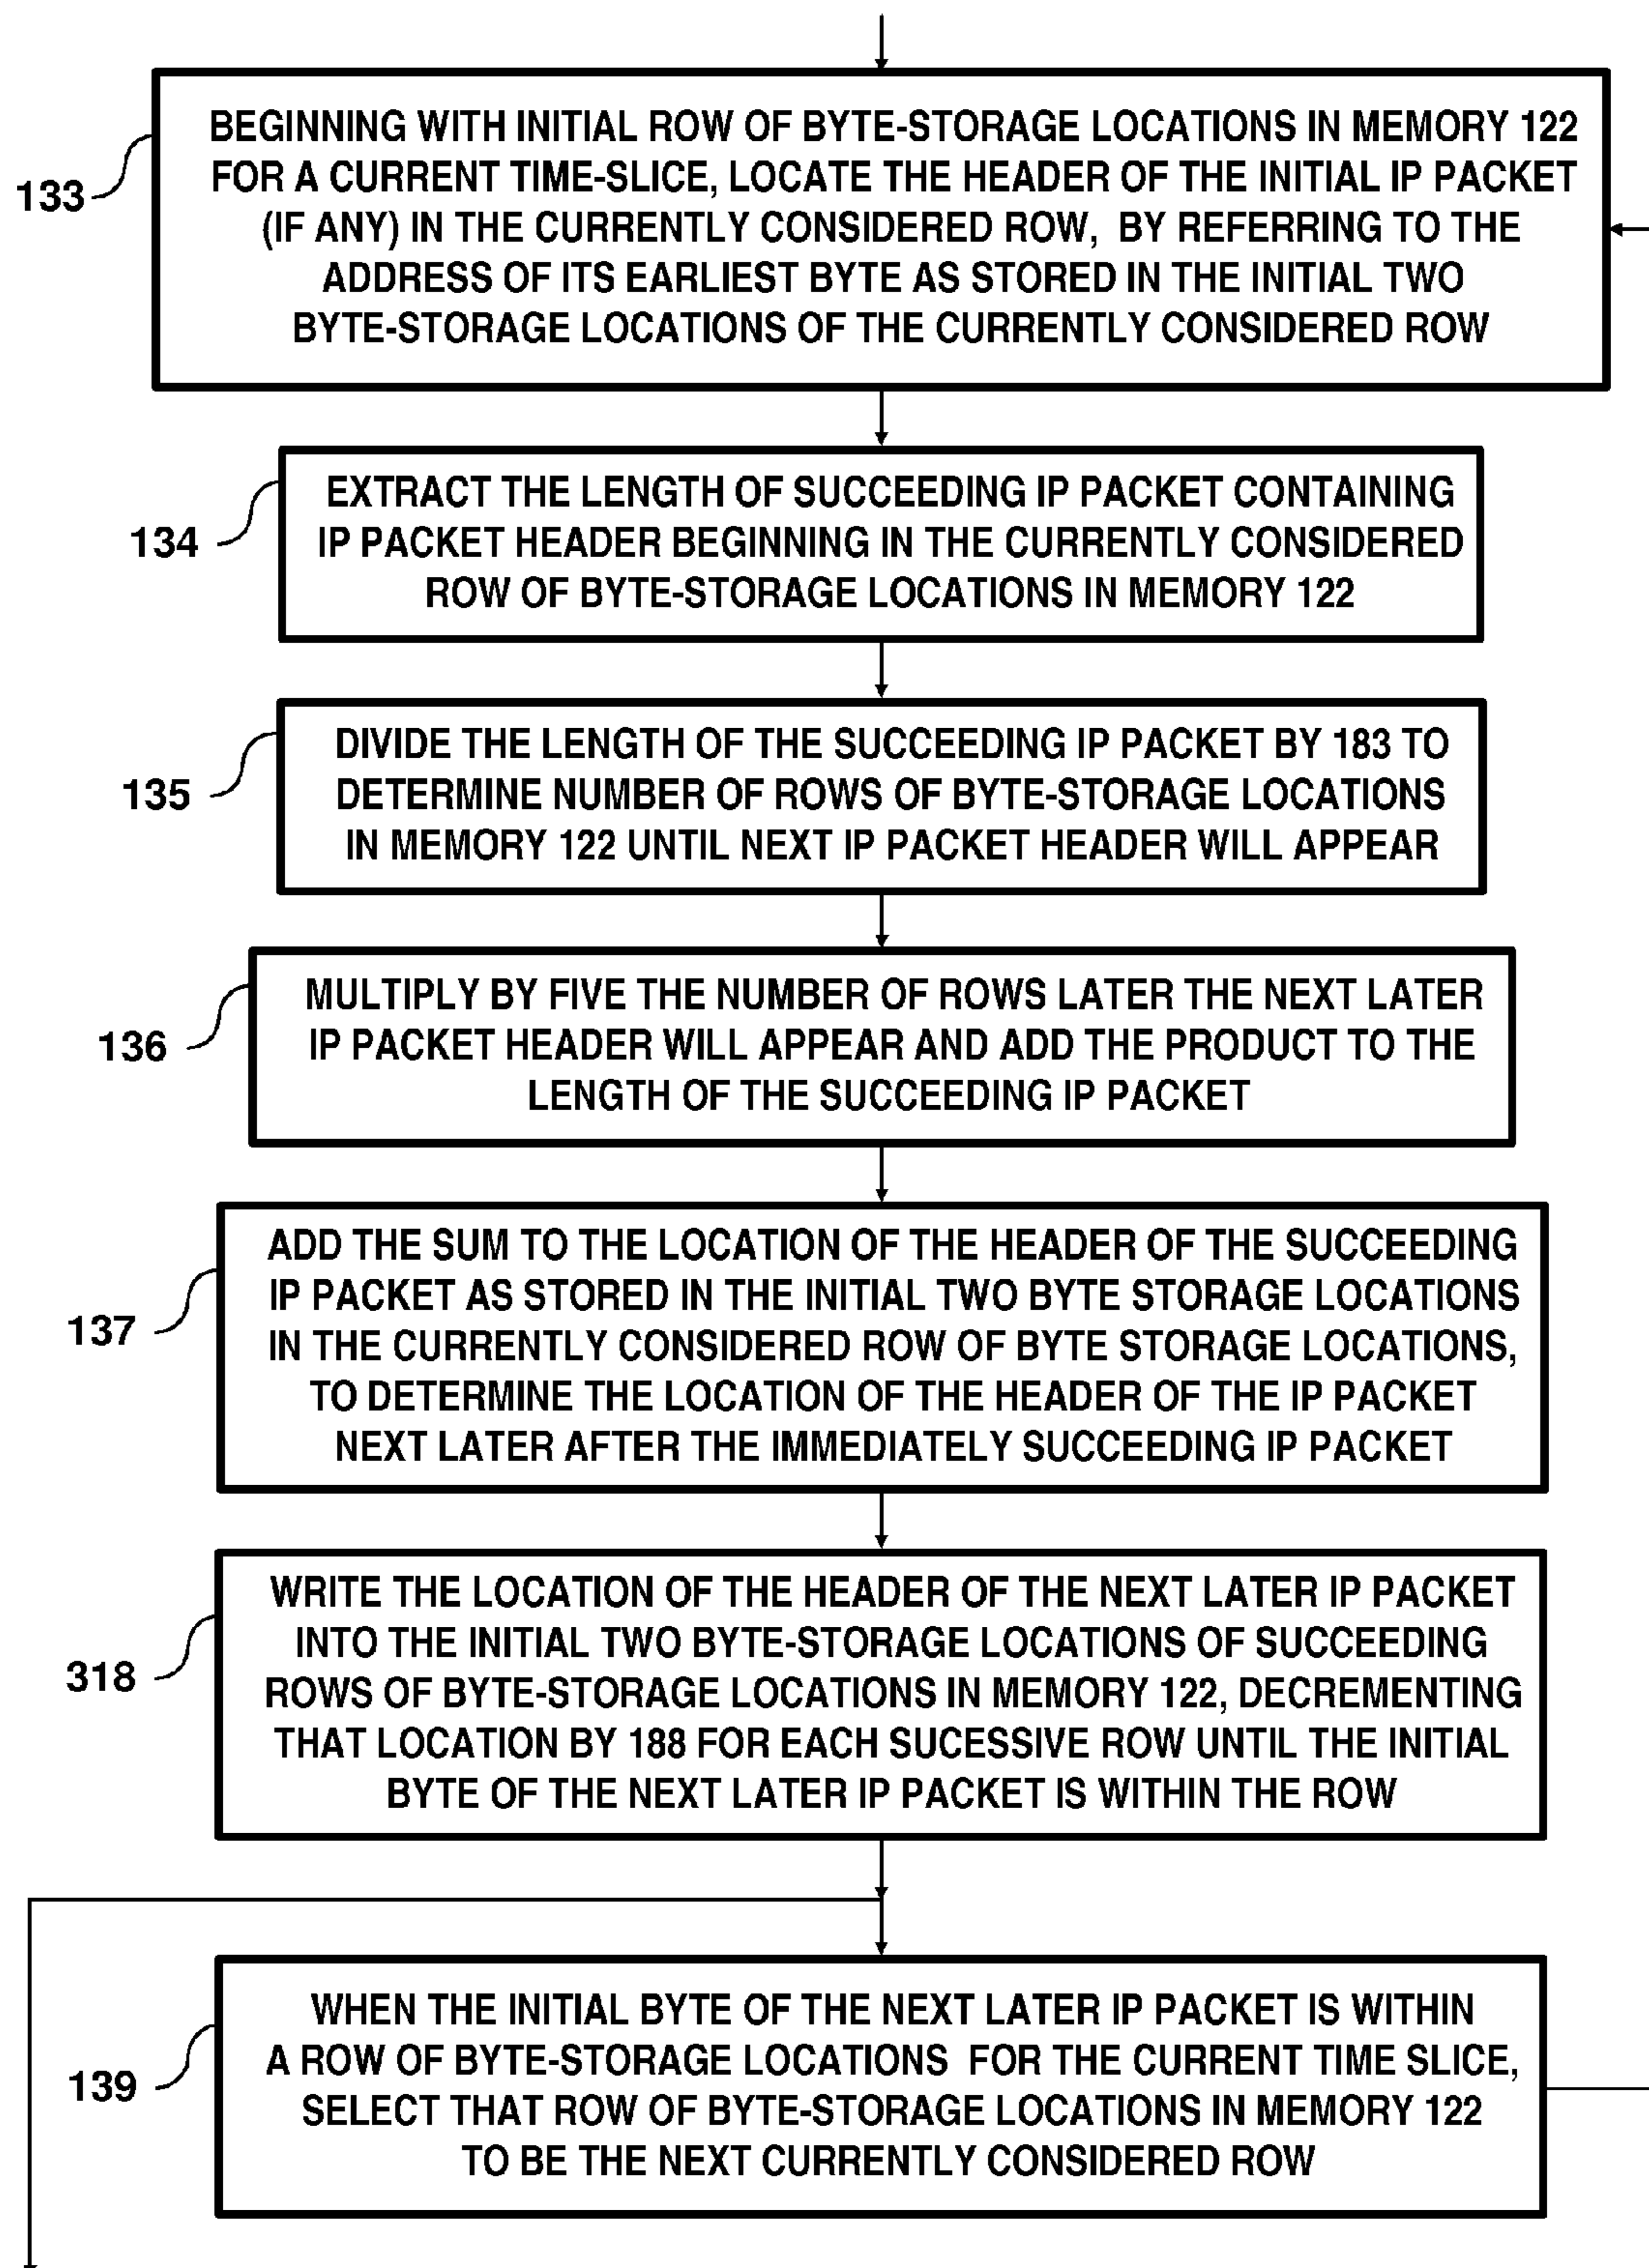 133
BEGINNING WITH INITIAL ROW OF BYTE-STORAGE LOCATIONS IN MEMORY 122
FOR A CURRENT TIME-SLICE, LOCATE THE HEADER OF THE INITIAL IP PACKET
(IF ANY) IN THE CURRENTLY CONSIDERED ROW, BY REFERRING TO THE
ADDRESS OF ITS EARLIEST BYTE AS STORED IN THE INITIAL TWO
BYTE-STORAGE LOCATIONS OF THE CURRENTLY CONSIDERED ROW
134
EXTRACT THE LENGTH OF SUCCEEDING IP PACKET CONTAINING
IP PACKET HEADER BEGINNING IN THE CURRENTLY CONSIDERED
ROW OF BYTE-STORAGE LOCATIONS IN MEMORY 122
135
DIVIDE THE LENGTH OF THE SUCCEEDING IP PACKET BY 183 TO
DETERMINE NUMBER OF ROWS OF BYTE-STORAGE LOCATIONS
IN MEMORY 122 UNTIL NEXT IP PACKET HEADER WILL APPEAR
136
MULTIPLY BY FIVE THE NUMBER OF ROWS LATER THE NEXT LATER
IP PACKET HEADER WILL APPEAR AND ADD THE PRODUCT TO THE
LENGTH OF THE SUCCEEDING IP PACKET
137
ADD THE SUM TO THE LOCATION OF THE HEADER OF THE SUCCEEDING
IP PACKET AS STORED IN THE INITIAL TWO BYTE STORAGE LOCATIONS
IN THE CURRENTLY CONSIDERED ROW OF BYTE STORAGE LOCATIONS,
TO DETERMINE THE LOCATION OF THE HEADER OF THE IP PACKET
NEXT LATER AFTER THE IMMEDIATELY SUCCEEDING IP PACKET
318
WRITE THE LOCATION OF THE HEADER OF THE NEXT LATER IP PACKET
INTO THE INITIAL TWO BYTE-STORAGE LOCATIONS OF SUCCEEDING
ROWS OF BYTE-STORAGE LOCATIONS IN MEMORY 122, DECREMENTING
THAT LOCATION BY 188 FOR EACH SUCESSIVE ROW UNTIL THE INITIAL
BYTE OF THE NEXT LATER IP PACKET IS WITHIN THE ROW
139
WHEN THE INITIAL BYTE OF THE NEXT LATER IP PACKET IS WITHIN
A ROW OF BYTE-STORAGE LOCATIONS FOR THE CURRENT TIME SLICE,
SELECT THAT ROW OF BYTE-STORAGE LOCATIONS IN MEMORY 122
TO BE THE NEXT CURRENTLY CONSIDERED ROW